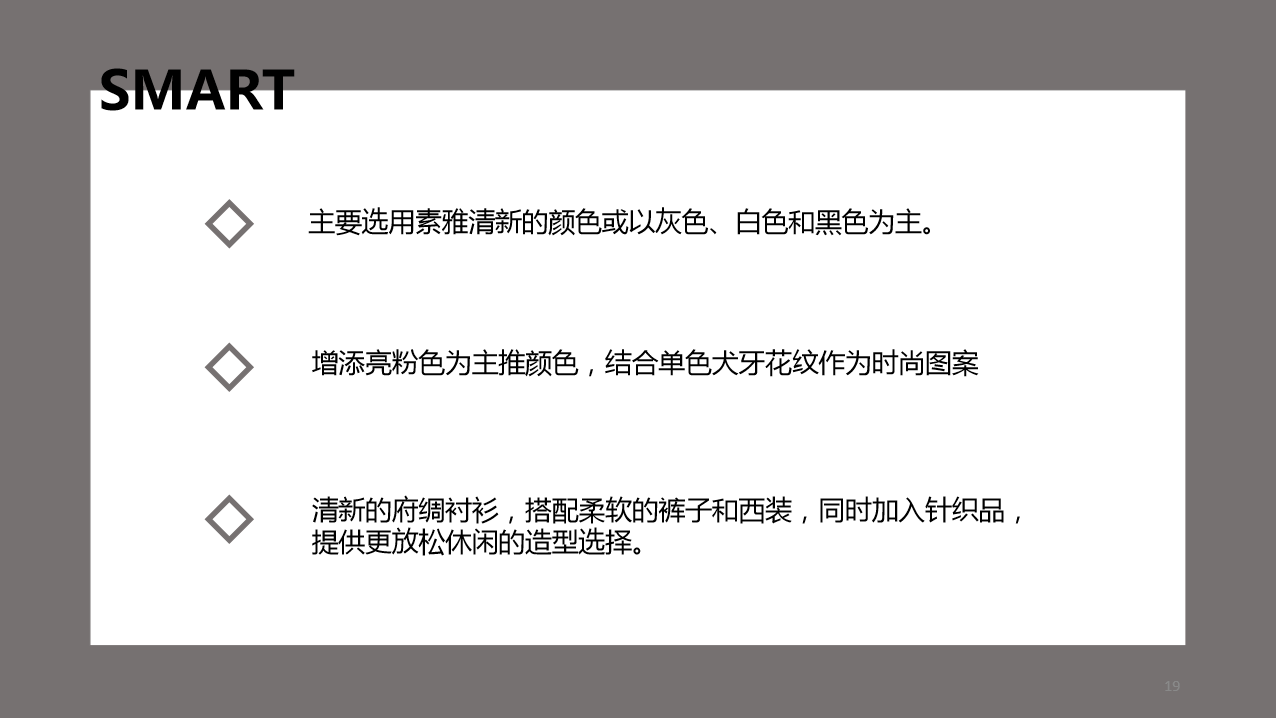 SMART
主要选用素雅清新的颜色或以灰色、白色和黑色为主。
增添亮粉色为主推颜色，结合单色犬牙花纹作为时尚图案
清新的府绸衬衫，搭配柔软的裤子和西装，同时加入针织品，
提供更放松休闲的造型选择。
19